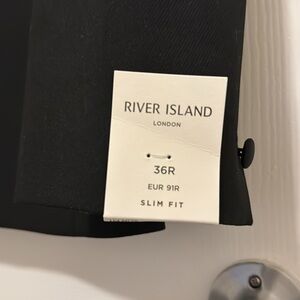 RIVER ISLAND
LONDON
36R
EUR 91R
SLIM FIT